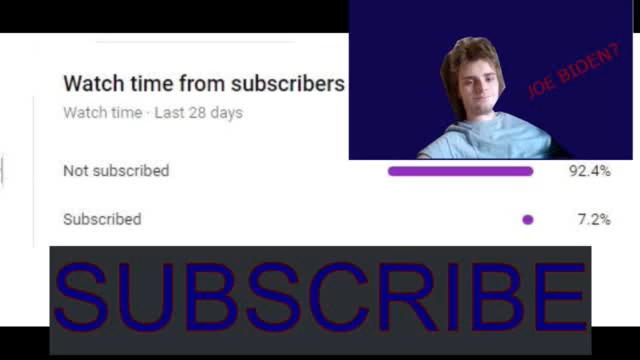 JOE BIDEN?
Watch time from subscribers
Watch time · Last 28 days
Not subscribed 92.4%
Subscribed 7.2%
SUBSCRIBE